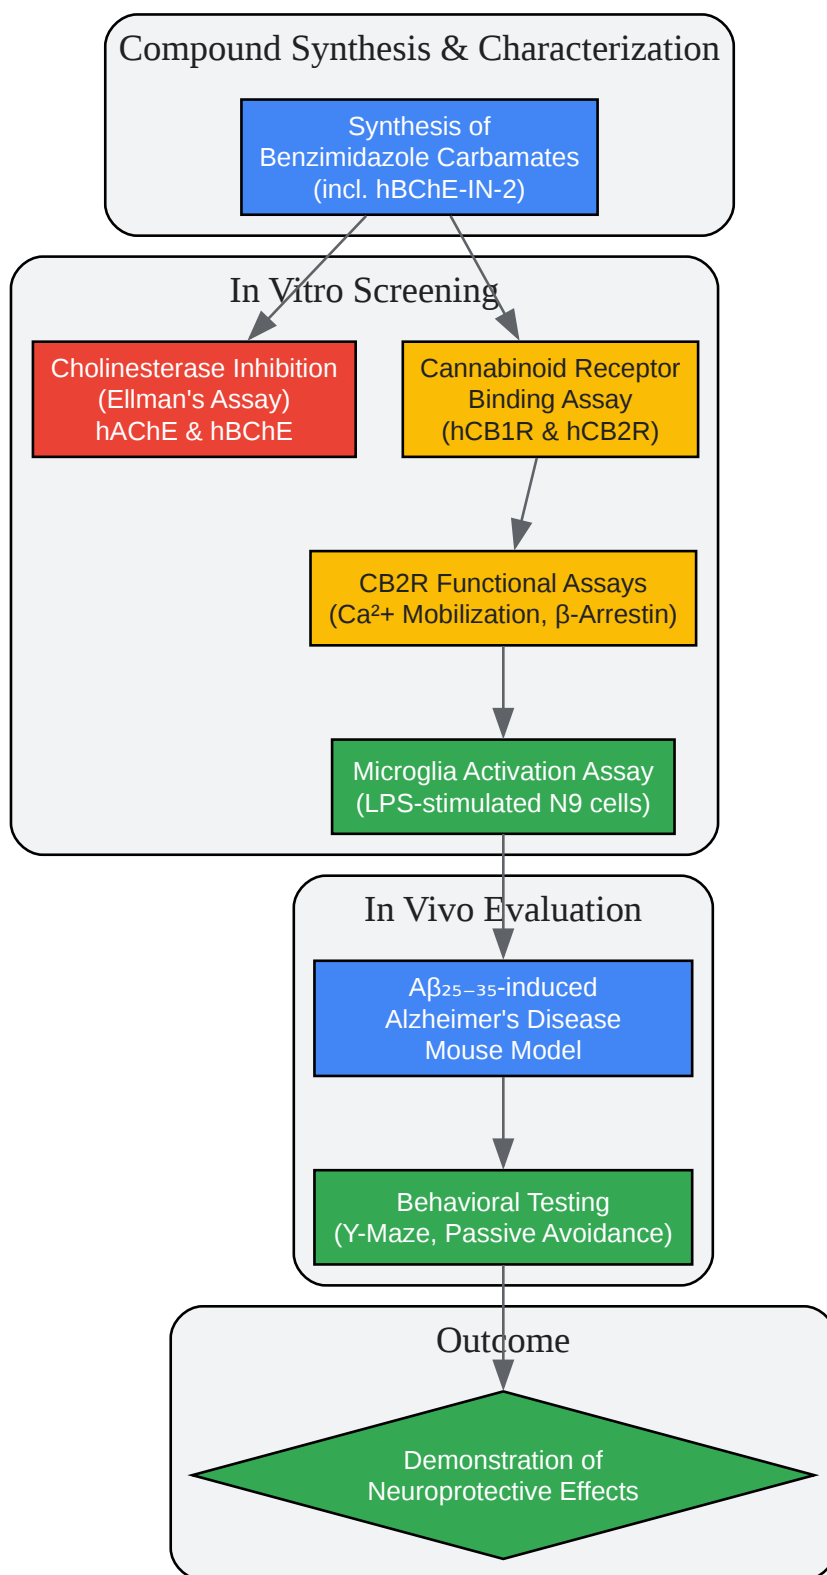 Compound Synthesis & Characterization
Synthesis of
Benzimidazole Carbamates
(incl. hBChE-IN-2)
In Vitro Screening
Cholinesterase Inhibition
(Ellman's Assay)
hAChE & hBChE
Cannabinoid Receptor
Binding Assay
(hCB1R & hCB2R)
CB2R Functional Assays
(Ca²+ Mobilization, β-Arrestin)
Microglia Activation Assay
(LPS-stimulated N9 cells)
In Vivo Evaluation
Aβ₂₅₋₃₅-induced
Alzheimer's Disease
Mouse Model
Behavioral Testing
(Y-Maze, Passive Avoidance)
Outcome
Demonstration of
Neuroprotective Effects